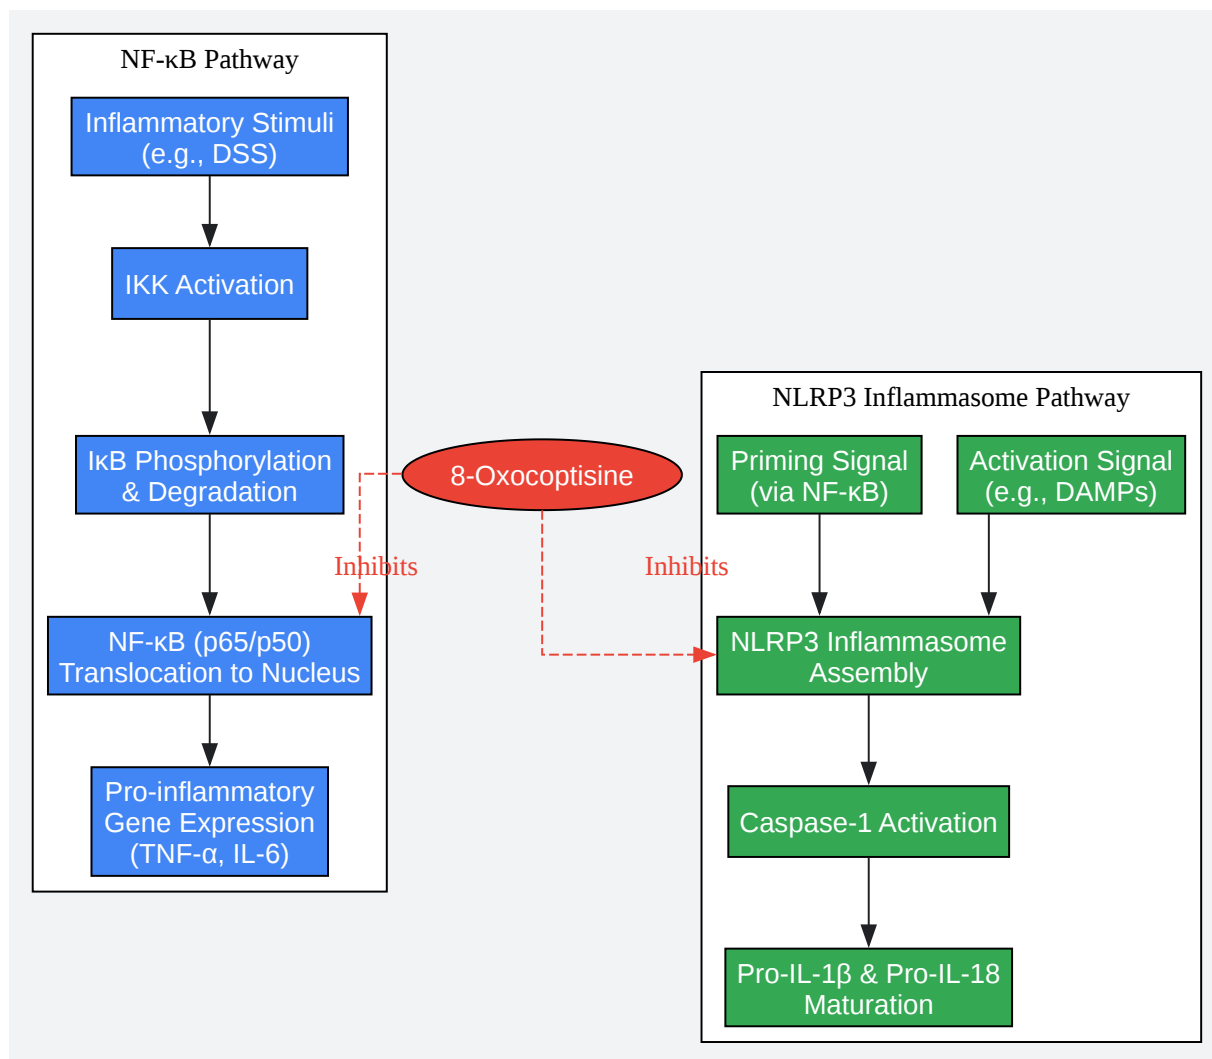 NF-κB Pathway
Inflammatory Stimuli
(e.g., DSS)
IKK Activation
IκB Phosphorylation
& Degradation
NF-κB (p65/p50)
Translocation to Nucleus
Pro-inflammatory
Gene Expression
(TNF-α, IL-6)
8-Oxocoptisine
Inhibits
Inhibits
NLRP3 Inflammasome Pathway
Priming Signal
(via NF-κB)
Activation Signal
(e.g., DAMPs)
NLRP3 Inflammasome
Assembly
Caspase-1 Activation
Pro-IL-1β & Pro-IL-18
Maturation